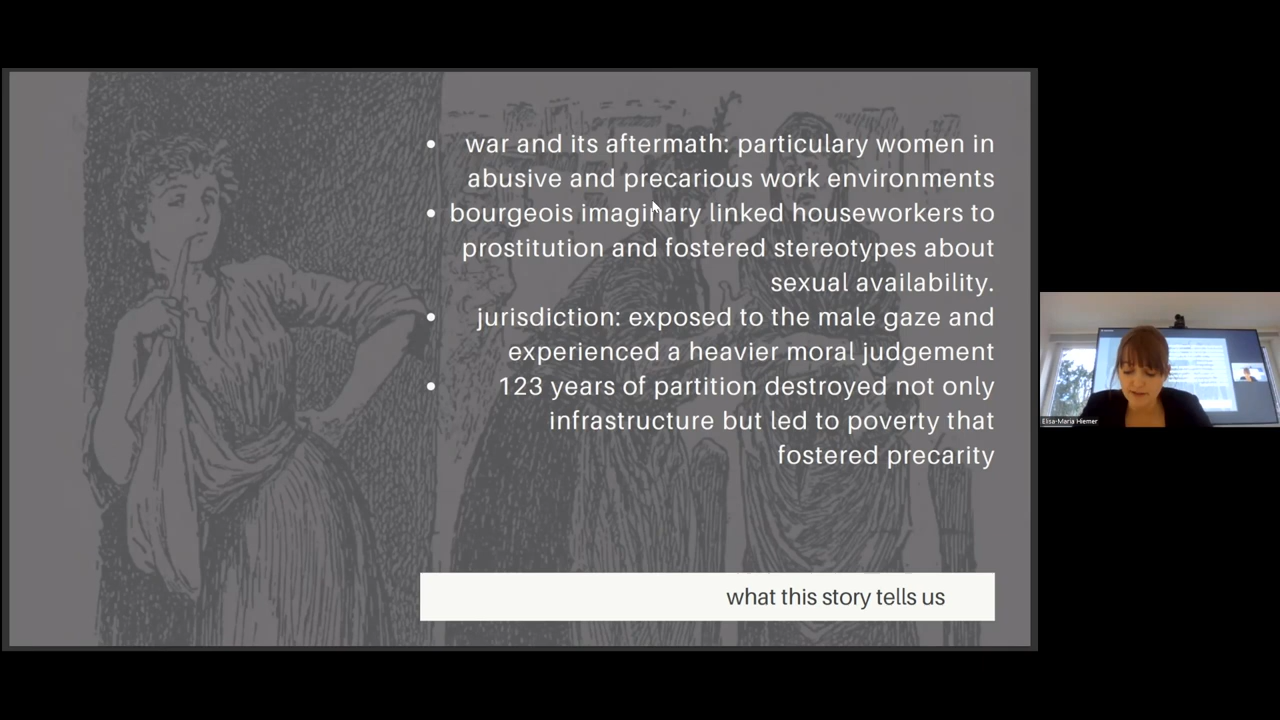 • war and its aftermath: particulary women in
abusive and precarious work environments
• bourgeois imaginary linked houseworkers to
prostitution and fostered stereotypes about
sexual availability.
• jurisdiction: exposed to the male gaze and
experienced a heavier moral judgement
• 123 years of partition destroyed not only
infrastructure but led to poverty that
fostered precarity
what this story tells us
Elisa-Maria Hiemer